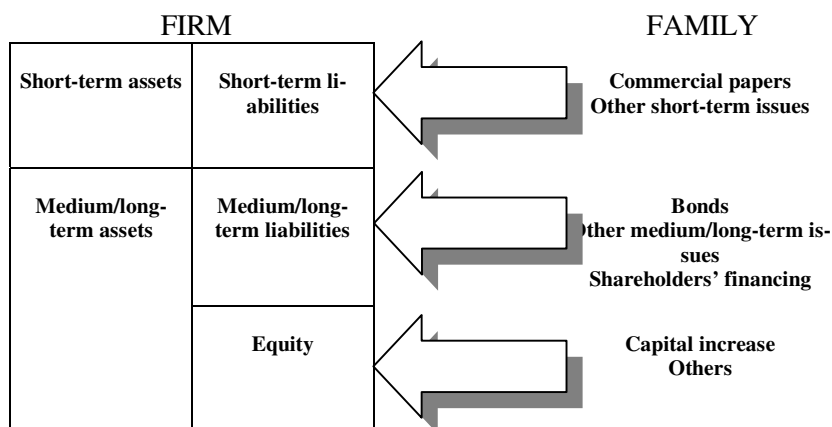 FIRM
FAMILY
Short-term assets
Short-term li-
abilities
Commercial papers
Other short-term issues
Medium/long-
term assets
Medium/long-
term liabilities
Bonds
Other medium/long-term is-
sues
Shareholders’ financing
Equity
Capital increase
Others